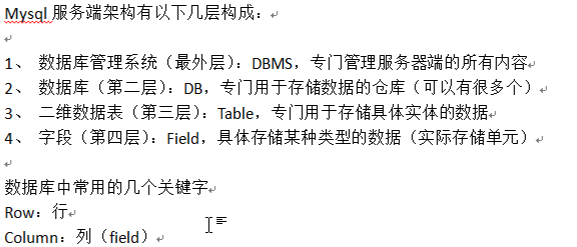 Mysql 服务端架构有以下几层构成：
1、 数据库管理系统（最外层）：DBMS，专门管理服务器端的所有内容
2、 数据库（第二层）：DB，专门用于存储数据的仓库（可以有很多个）
3、 二维数据表（第三层）：Table，专门用于存储具体实体的数据
4、 字段（第四层）：Field，具体存储某种类型的数据（实际存储单元）
数据库中常用的几个关键字
Row：行
Column：列（field）